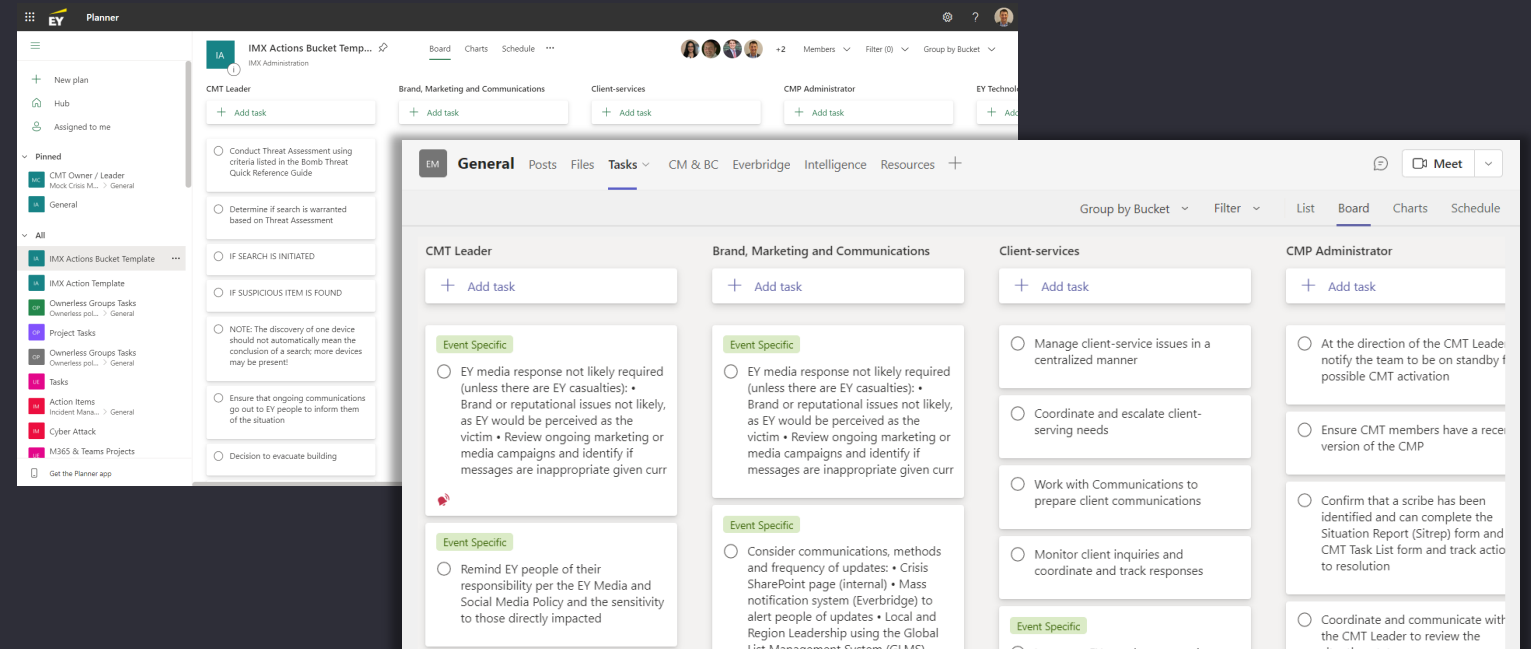 EY
Planner
?
New plan
Hub
Assigned to me
Pinned
MC
CMT Owner / Leader
Mock Crisis M... > General
IA
General
All
IA
IMX Actions Bucket Template
...
IA
IMX Action Template
OP
Ownerless Groups Tasks
Ownerless pol... > General
OP
Project Tasks
OP
Ownerless Groups Tasks
Ownerless pol... > General
UE
Tasks
IM
Action Items
Incident Mana... > General
IM
Cyber Attack
UE
M365 & Teams Projects
Get the Planner app
IA
IMX Actions Bucket Temp...
IMX Administration
Board
Charts
Schedule
...
+2
Members
Filter (0)
Group by Bucket
CMT Leader
Brand, Marketing and Communications
Client-services
CMP Administrator
EY Technol
+ Add task
+ Add task
+ Add task
+ Add task
+ Add
Conduct Threat Assessment using
criteria listed in the Bomb Threat
Quick Reference Guide
Determine if search is warranted
based on Threat Assessment
IF SEARCH IS INITIATED
IF SUSPICIOUS ITEM IS FOUND
NOTE: The discovery of one device
should not automatically mean the
conclusion of a search; more devices
may be present!
Ensure that ongoing communications
go out to EY people to inform them
of the situation
Decision to evacuate building
EM
General
Posts
Files
Tasks
CM & BC
Everbridge
Intelligence
Resources
+
Meet
Group by Bucket
Filter
List
Board
Charts
Schedule
CMT Leader
+ Add task
Event Specific
EY media response not likely required
(unless there are EY casualties): •
Brand or reputational issues not likely,
as EY would be perceived as the
victim • Review ongoing marketing or
media campaigns and identify if
messages are inappropriate given curr
Event Specific
Remind EY people of their
responsibility per the EY Media and
Social Media Policy and the sensitivity
to those directly impacted
Brand, Marketing and Communications
+ Add task
Event Specific
EY media response not likely required
(unless there are EY casualties): •
Brand or reputational issues not likely,
as EY would be perceived as the
victim • Review ongoing marketing or
media campaigns and identify if
messages are inappropriate given curr
Event Specific
Consider communications, methods
and frequency of updates: • Crisis
SharePoint page (internal) • Mass
notification system (Everbridge) to
alert people of updates • Local and
Region Leadership using the Global
List Management System (GLMS)
Client-services
+ Add task
Manage client-service issues in a
centralized manner
Coordinate and escalate client-
serving needs
Work with Communications to
prepare client communications
Monitor client inquiries and
coordinate and track responses
Event Specific
CMP Administrator
+ Add task
At the direction of the CMT Leader
notify the team to be on standby f
possible CMT activation
Ensure CMT members have a rece
version of the CMP
Confirm that a scribe has been
identified and can complete the
Situation Report (Sitrep) form and
CMT Task List form and track actio
to resolution
Coordinate and communicate with
the CMT Leader to review the